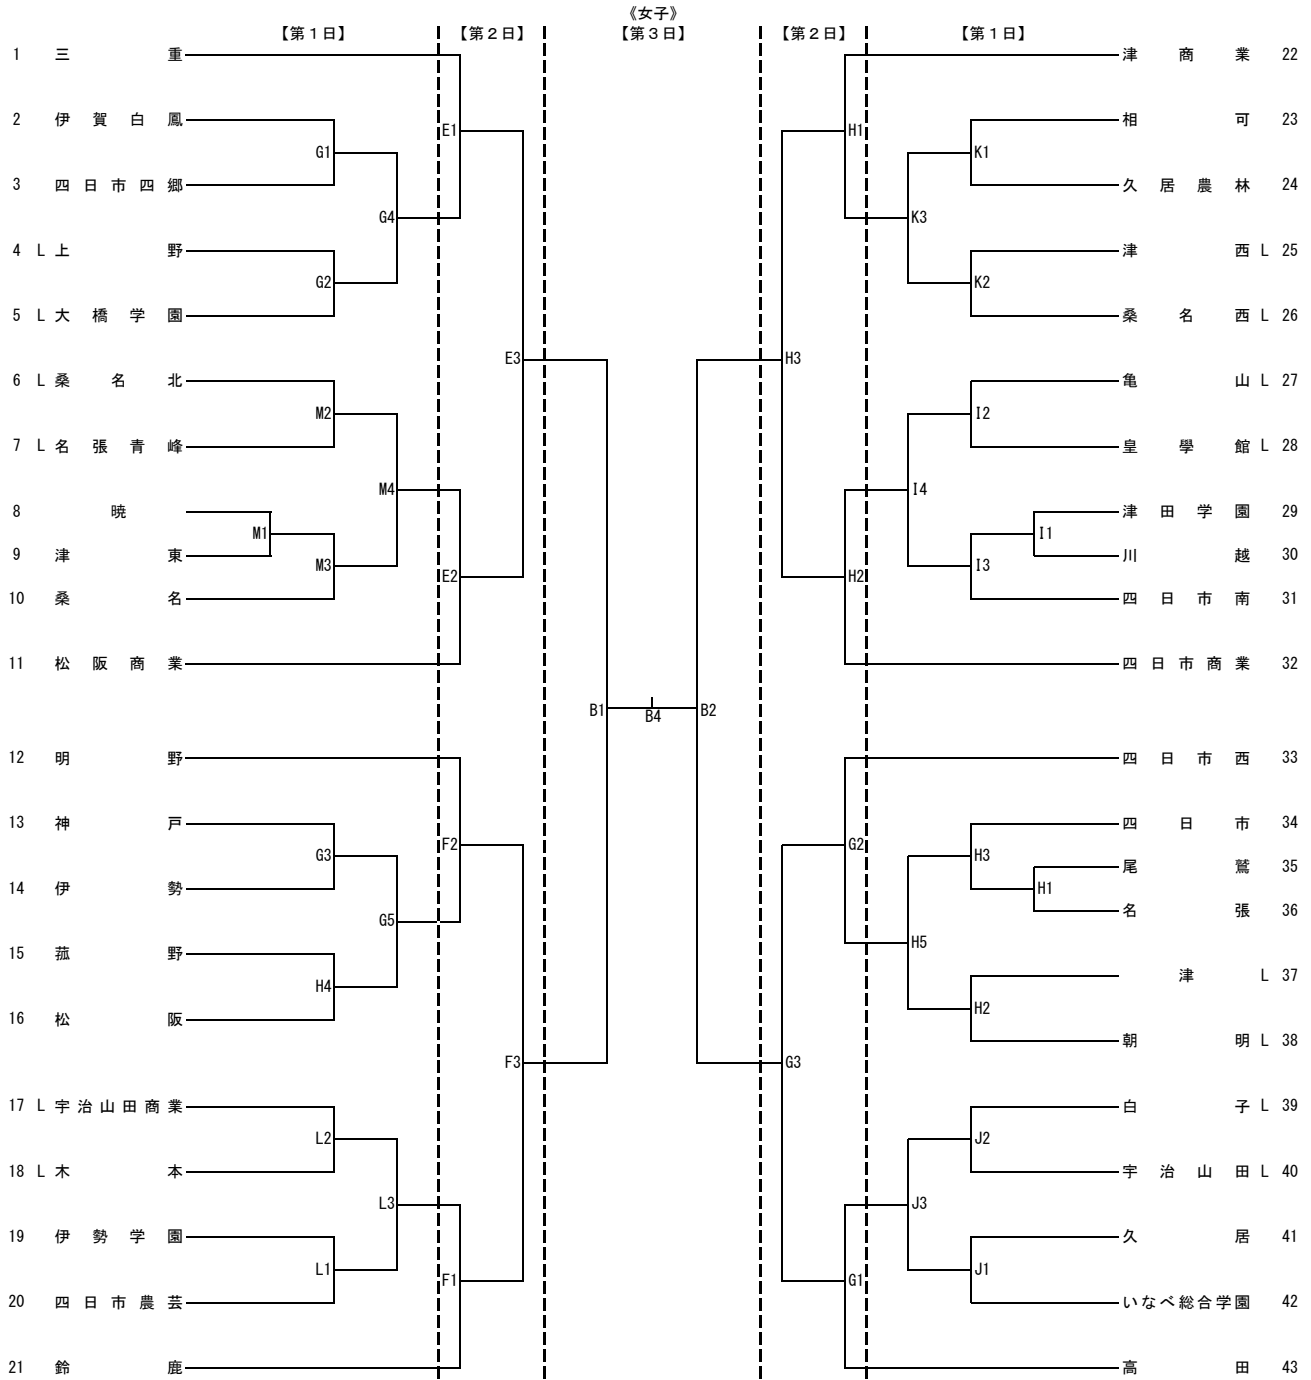 《女子》
【第１日】 【第２日】 【第３日】 【第２日】 【第１日】
1 三重 津商業 22
2 伊賀白鳳 相可 23
E1 H1
G1 K1
3 四日市四郷 久居農林 24
G4 K3
4 L 上野 津西 L 25
G2 K2
5 L 大橋学園 桑名西 L 26
E3 H3
6 L 桑名北 亀山 L 27
M2 I2
7 L 名張青峰 皇學館 L 28
M4 I4
8 暁 津田学園 29
M1 I1
9 津東 川越 30
M3 I3
E2 H2
10 桑名 四日市南 31
11 松阪商業 四日市商業 32
B1 B4 B2
12 明野 四日市西 33
13 神戸 四日市 34
F2 G2
G3 H3
尾鷲 35
14 伊勢 H1
名張 36
G5 H5
15 菰野 津 L 37
H4 H2
16 松阪 朝明 L 38
F3 G3
17 L 宇治山田商業 白子 L 39
L2 J2
18 L 木本 宇治山田 L 40
L3 J3
19 伊勢学園 久居 41
L1 J1
F1 G1
20 四日市農芸 いなべ総合学園 42
21 鈴鹿 高田 43